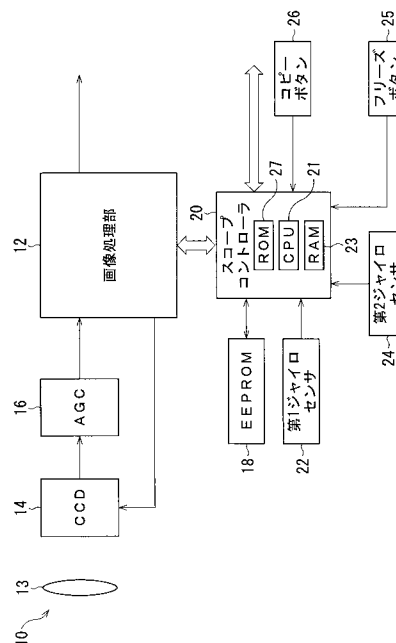 10
13
14
CCD
16
AGC
12
画像処理部
20
スコープ
コントローラ
ROM
27
CPU
21
RAM
23
18
EEPROM
22
第1ジャイロ
センサ
24
第2ジャイロ
センサ
26
コピー
ボタン
25
フリーズ
ボタン